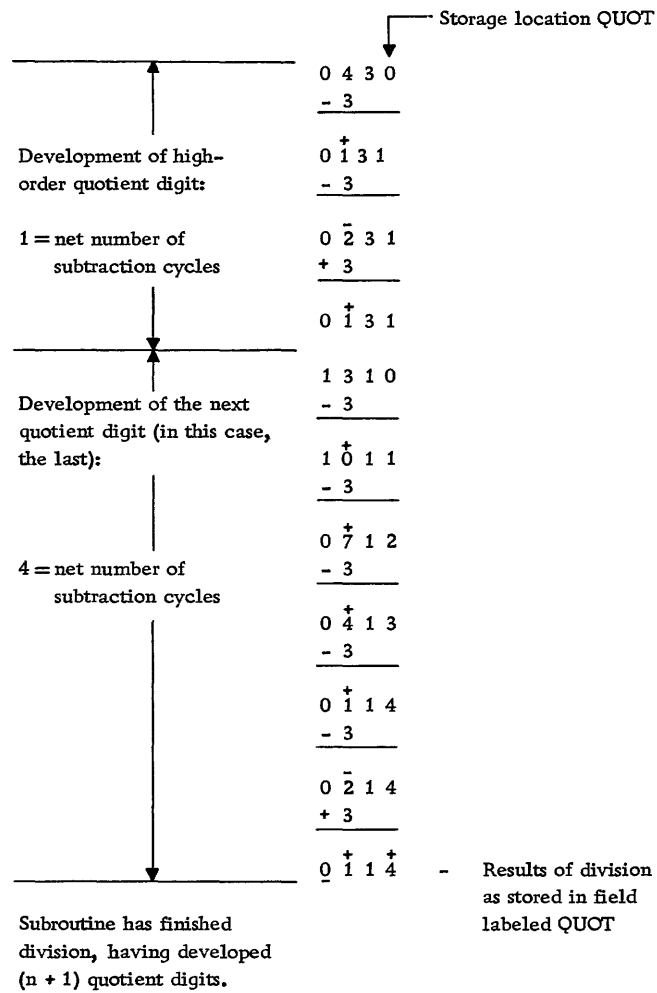 Storage location QUOT
0 4 3 0
- 3
+
0 1 3 1
- 3
Development of high-
order quotient digit:
-
0 2 3 1
+ 3
1 = net number of
subtraction cycles
+
0 1 3 1
1 3 1 0
- 3
Development of the next
quotient digit (in this case,
the last):
+
1 0 1 1
- 3
+
0 7 1 2
- 3
4 = net number of
subtraction cycles
+
0 4 1 3
- 3
+
0 1 1 4
- 3
-
0 2 1 4
+ 3
+ +
0 1 1 4 - Results of division
as stored in field
labeled QUOT
Subroutine has finished
division, having developed
(n + 1) quotient digits.